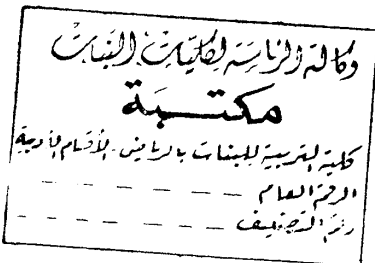 وكالة الرئاسة لكليات البنات
مكتبة
كلية التربية للبنات بالرياض - الأقسام الأدبية
الرقم العام — — — — — —
رقم التصنيف — — — — — —